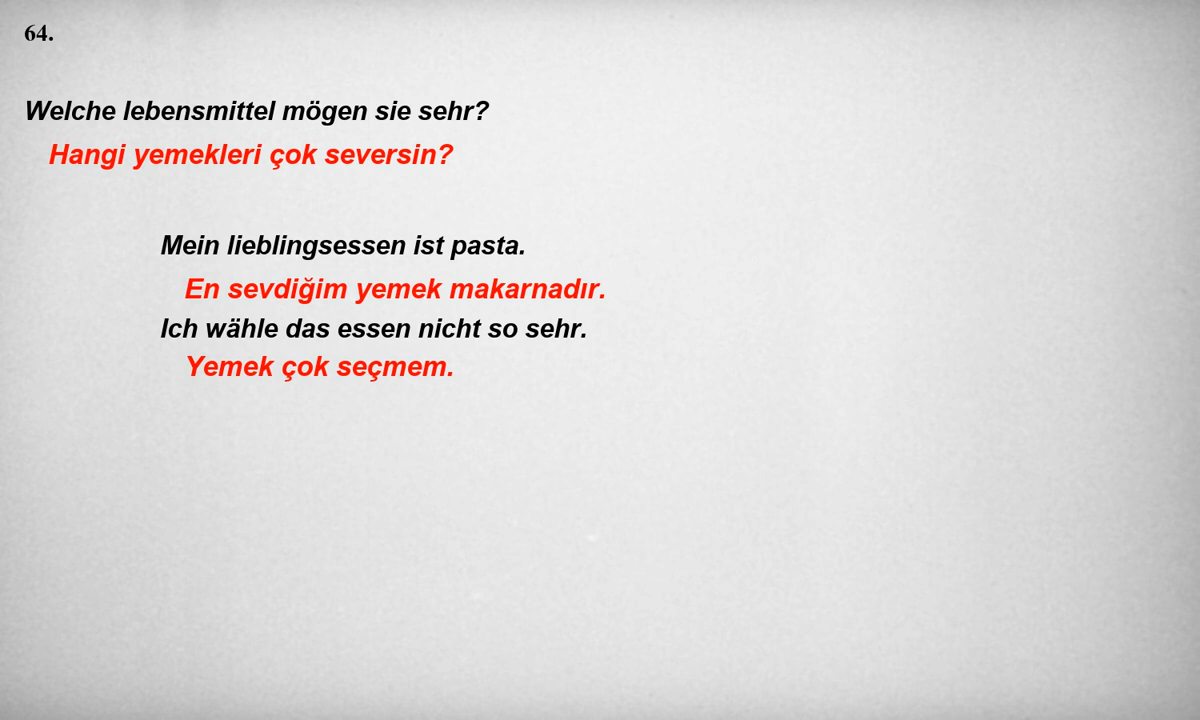 64.
Welche lebensmittel mögen sie sehr?
Hangi yemekleri çok seversin?
Mein lieblingsessen ist pasta.
En sevdiğim yemek makarnadır.
Ich wähle das essen nicht so sehr.
Yemek çok seçmem.